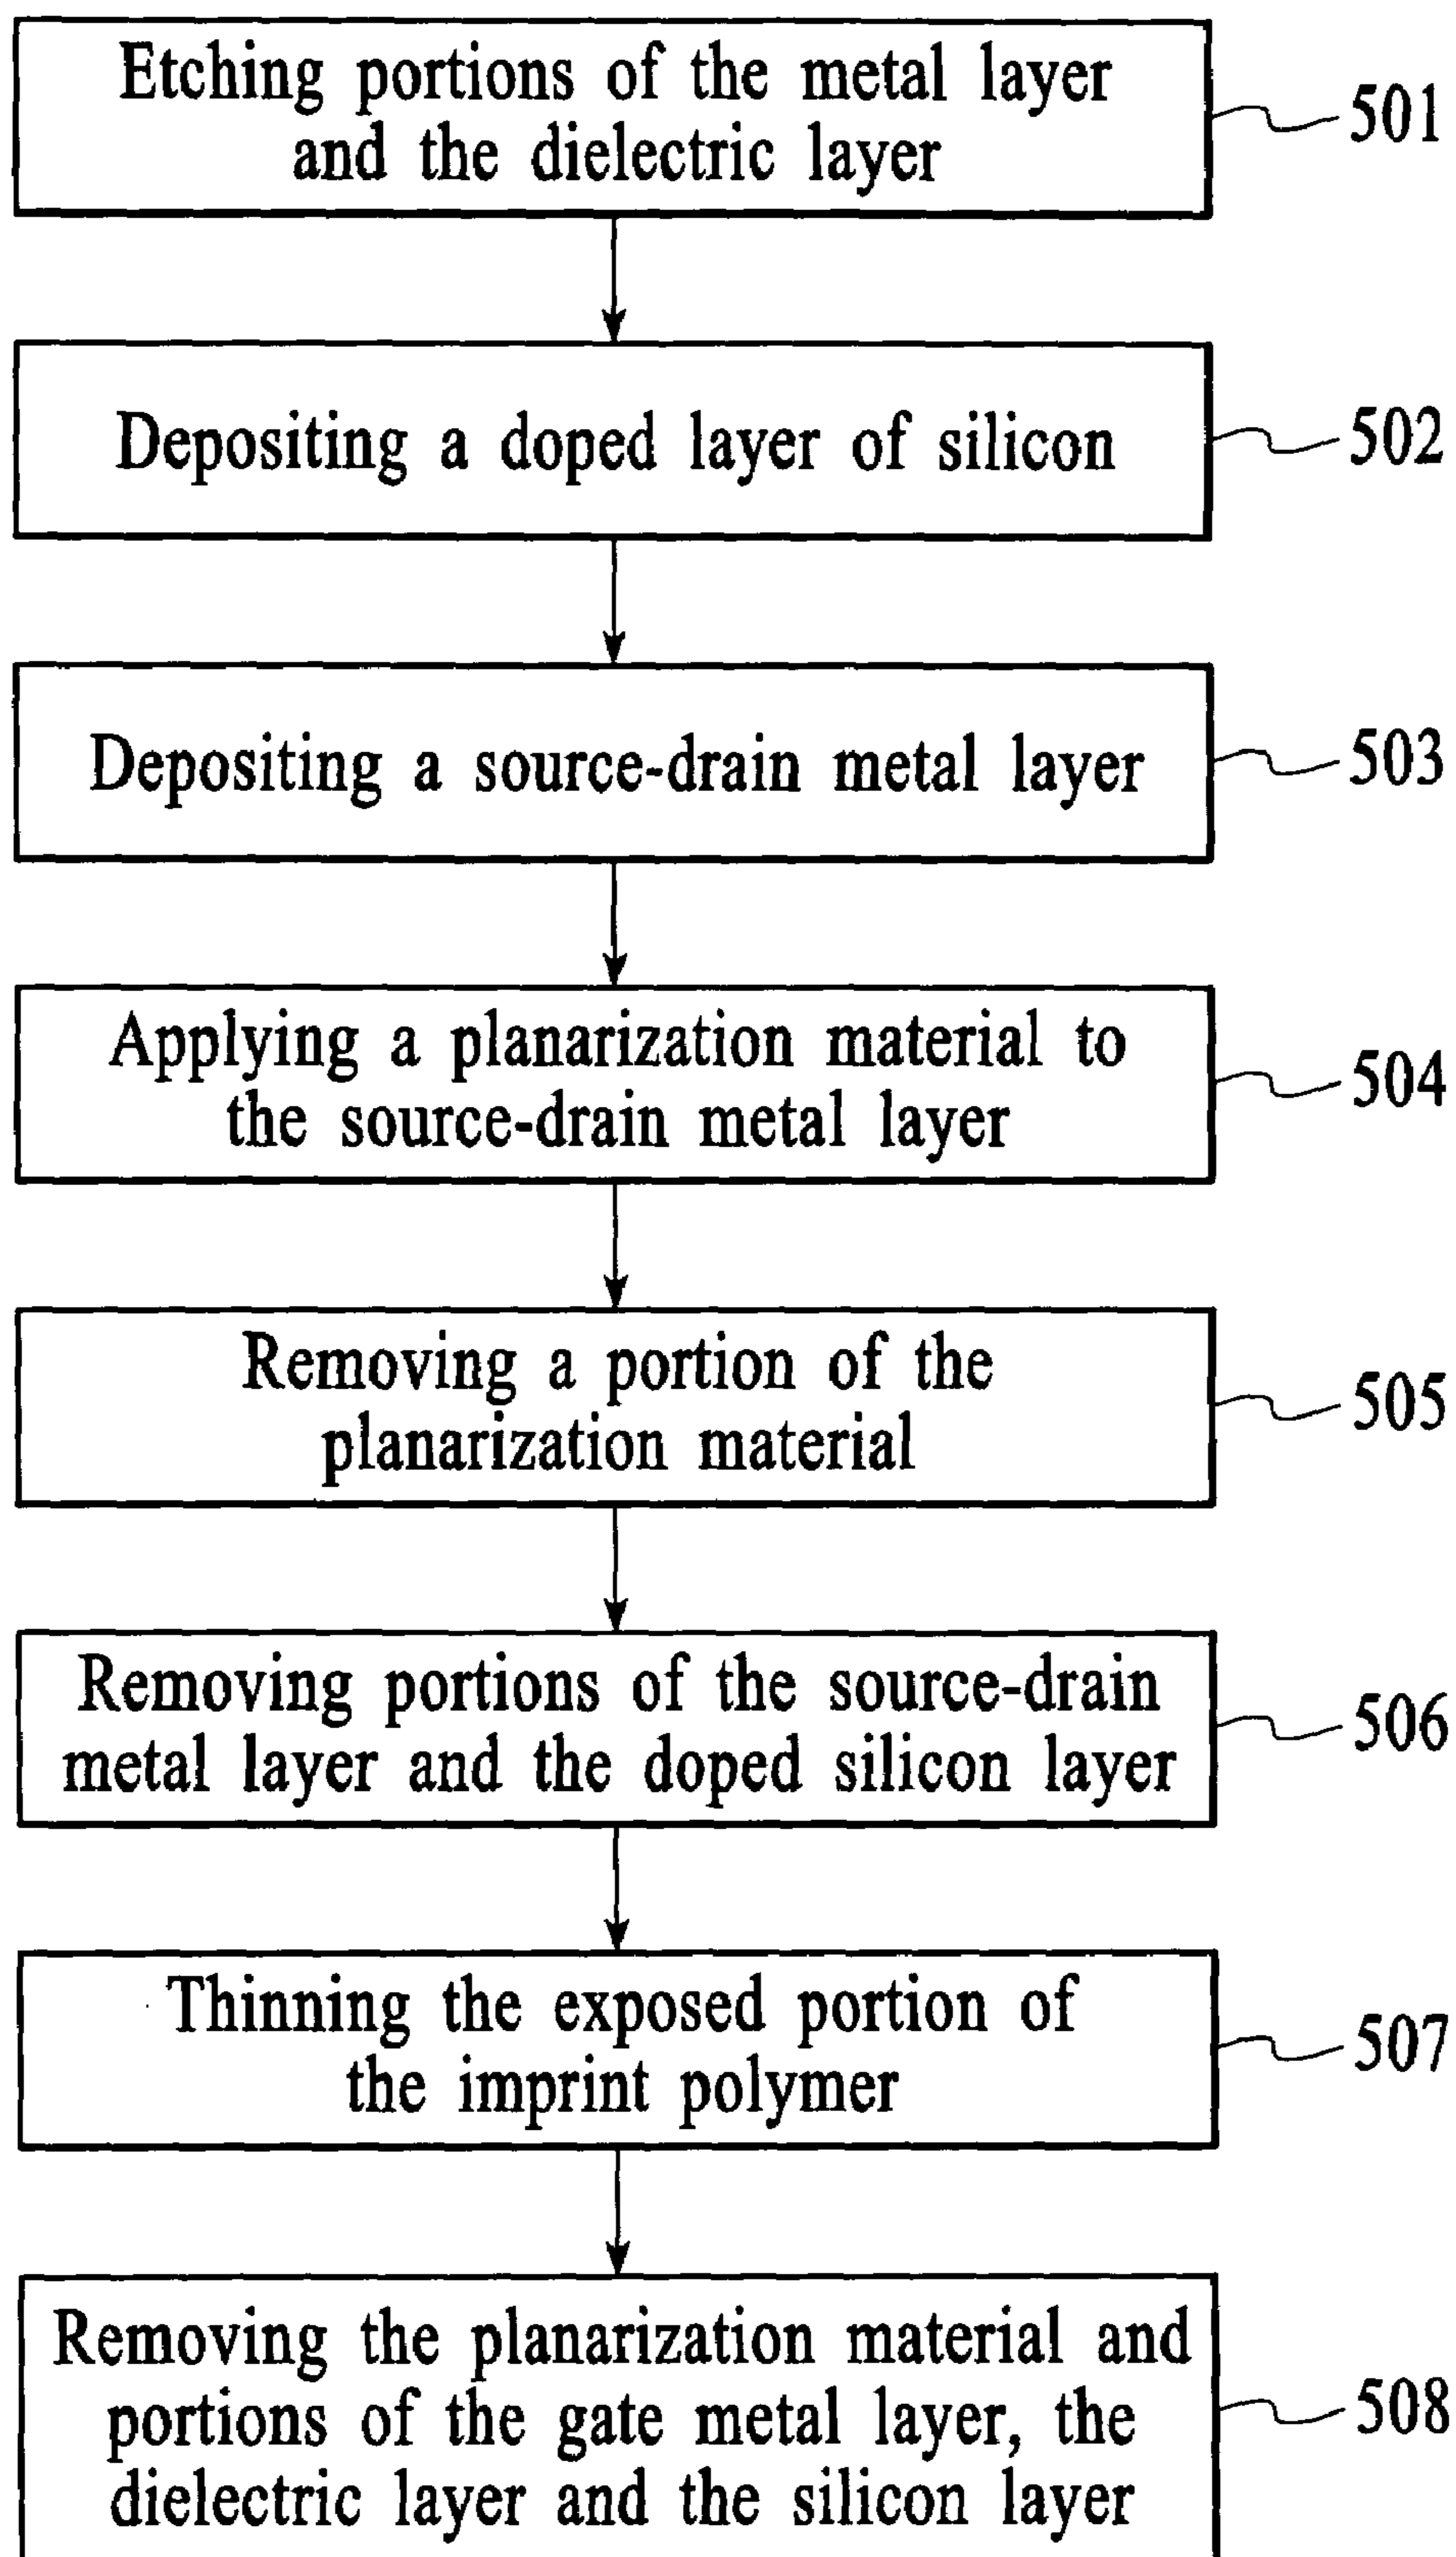 Etching portions of the metal layer
and the dielectric layer
501
Depositing a doped layer of silicon
502
Depositing a source-drain metal layer
503
Applying a planarization material to
the source-drain metal layer
504
Removing a portion of the
planarization material
505
Removing portions of the source-drain
metal layer and the doped silicon layer
506
Thinning the exposed portion of
the imprint polymer
507
Removing the planarization material and
portions of the gate metal layer, the
dielectric layer and the silicon layer
508